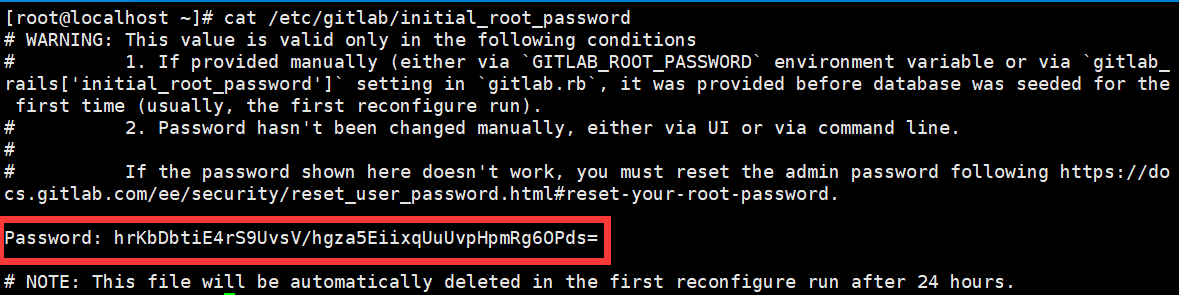 [root@localhost ~]# cat /etc/gitlab/initial_root_password
# WARNING: This value is valid only in the following conditions
#          1. If provided manually (either via `GITLAB_ROOT_PASSWORD` environment variable or via `gitlab_
rails['initial_root_password']` setting in `gitlab.rb`, it was provided before database was seeded for the
 first time (usually, the first reconfigure run).
#          2. Password hasn't been changed manually, either via UI or via command line.
#
#          If the password shown here doesn't work, you must reset the admin password following https://do
cs.gitlab.com/ee/security/reset_user_password.html#reset-your-root-password.
Password: hrKbDbtiE4rS9UvsV/hgza5EiixqUuUvpHpmRg6OPds=
# NOTE: This file will be automatically deleted in the first reconfigure run after 24 hours.